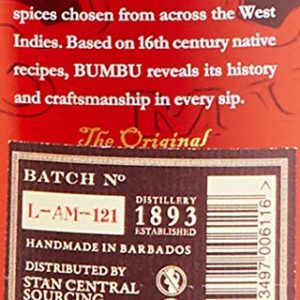 spices chosen from across the West
Indies. Based on 16th century native
recipes, BUMBU reveals its history
and craftsmanship in every sip.
The Original
BATCH Nº
L-AM-121
DISTILLERY
1893
ESTABLISHED
HANDMADE IN BARBADOS
DISTRIBUTED BY
STAN CENTRAL
SOURCING
3497 006116 >